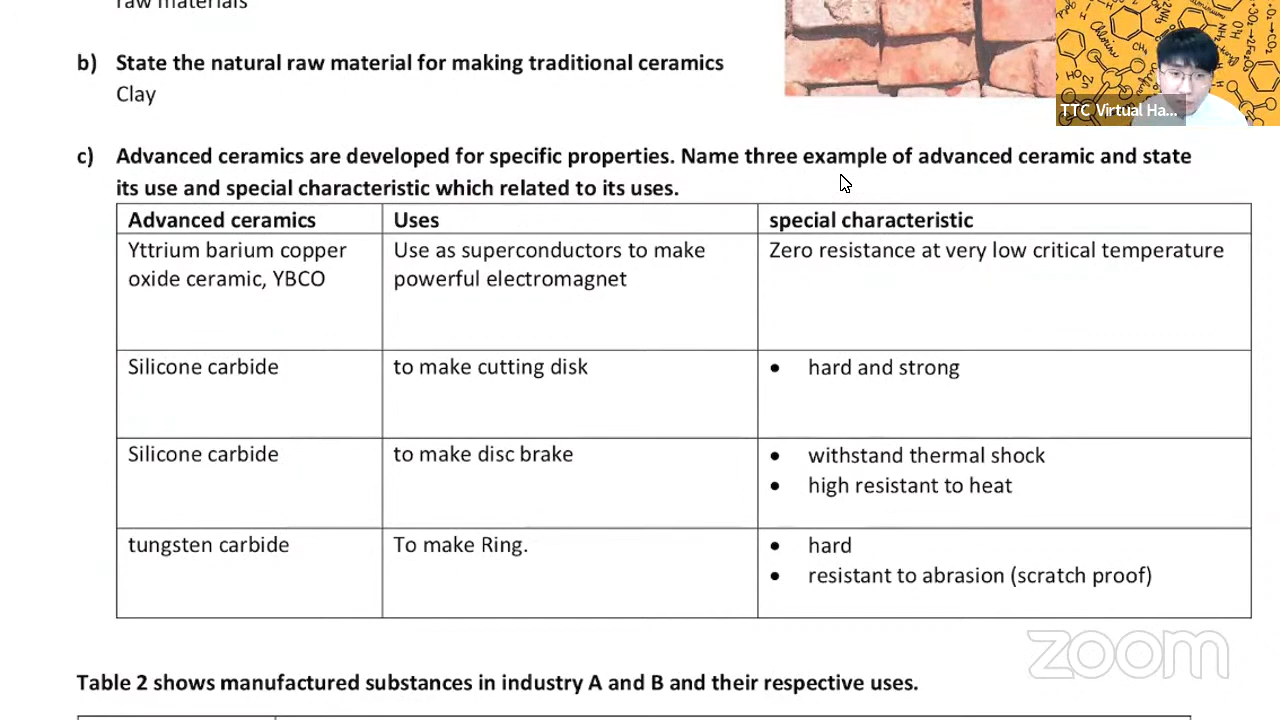 raw materials
b) State the natural raw material for making traditional ceramics
Clay
c) Advanced ceramics are developed for specific properties. Name three example of advanced ceramic and state
its use and special characteristic which related to its uses.
Advanced ceramics Uses special characteristic
Yttrium barium copper Use as superconductors to make Zero resistance at very low critical temperature
oxide ceramic, YBCO powerful electromagnet
Silicone carbide to make cutting disk • hard and strong
Silicone carbide to make disc brake • withstand thermal shock
• high resistant to heat
tungsten carbide To make Ring. • hard
• resistant to abrasion (scratch proof)
Table 2 shows manufactured substances in industry A and B and their respective uses.
TTC Virtual Ha...
zoom